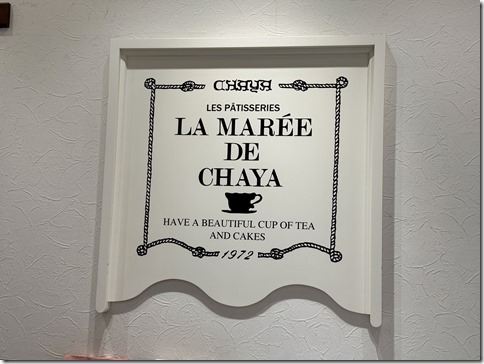 CHAYA
LES PÂTISSERIES
LA MARÉE
DE
CHAYA
HAVE A BEAUTIFUL CUP OF TEA
AND CAKES
1972